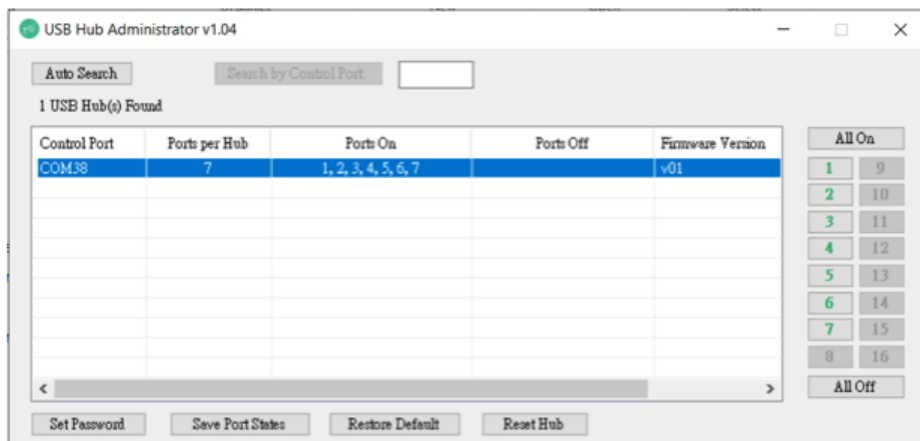 USB Hub Administrator v1.04
Auto Search Search by Control Port:
1 USB Hub(s) Found
Control Port Ports per Hub Ports On Ports Off Firmware Version
COM38 7 1, 2, 3, 4, 5, 6, 7 v01
All On
1 9
2 10
3 11
4 12
5 13
6 14
7 15
8 16
All Off
Set Password Save Port States Restore Default Reset Hub